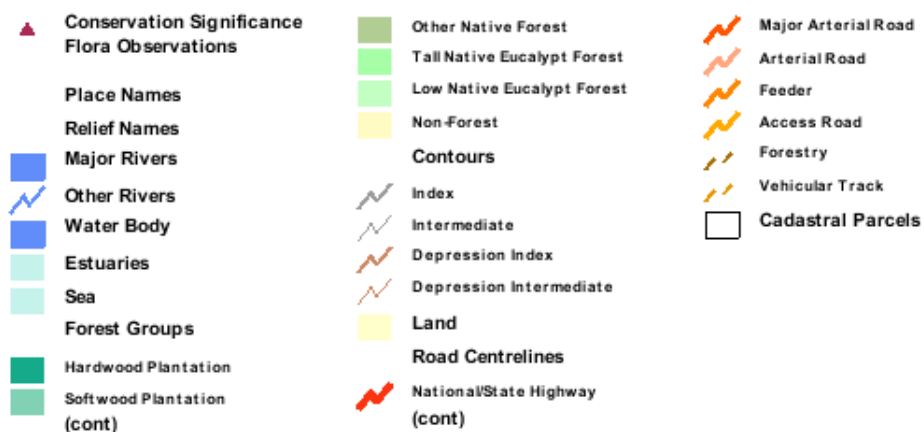 Conservation Significance
Flora Observations
Place Names
Relief Names
Major Rivers
Other Rivers
Water Body
Estuaries
Sea
Forest Groups
Hardwood Plantation
Softwood Plantation
(cont)
Other Native Forest
Tall Native Eucalypt Forest
Low Native Eucalypt Forest
Non-Forest
Contours
Index
Intermediate
Depression Index
Depression Intermediate
Land
Road Centrelines
National/State Highway
(cont)
Major Arterial Road
Arterial Road
Feeder
Access Road
Forestry
Vehicular Track
Cadastral Parcels